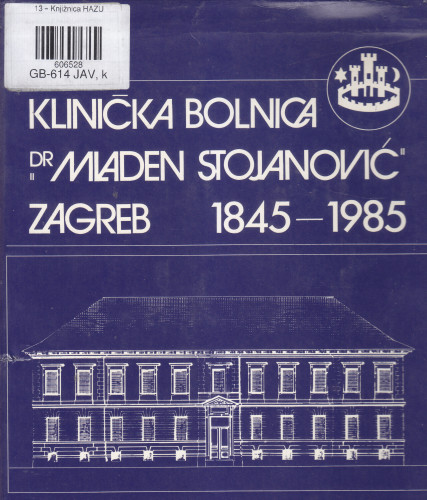 13 – Knjižnica HAZU
606528
GB-614 JAV, k
KLINIČKA BOLNICA
DR „MLADEN STOJANOVIĆ"
ZAGREB 1845–1985